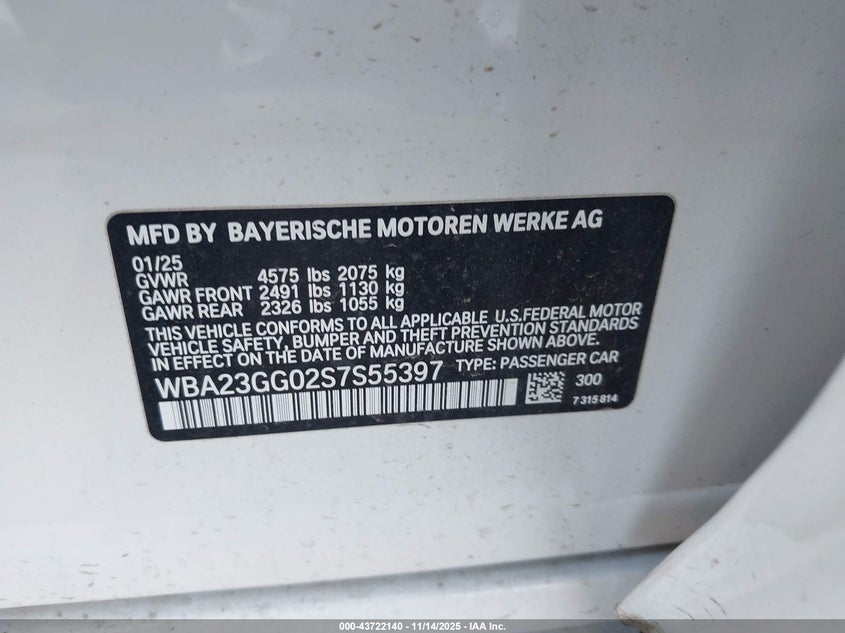 MFD BY BAYERISCHE MOTOREN WERKE AG
01/25
GVWR 4575 lbs 2075 kg
GAWR FRONT 2491 lbs 1130 kg
GAWR REAR 2326 lbs 1055 kg
THIS VEHICLE CONFORMS TO ALL APPLICABLE U.S.FEDERAL MOTOR
VEHICLE SAFETY, BUMPER AND THEFT PREVENTION STANDARDS
IN EFFECT ON THE DATE OF MANUFACTURE SHOWN ABOVE.
WBA23GG02S7S55397 TYPE: PASSENGER CAR
300
7 315 814
000-43722140 - 11/14/2025 - IAA Inc.